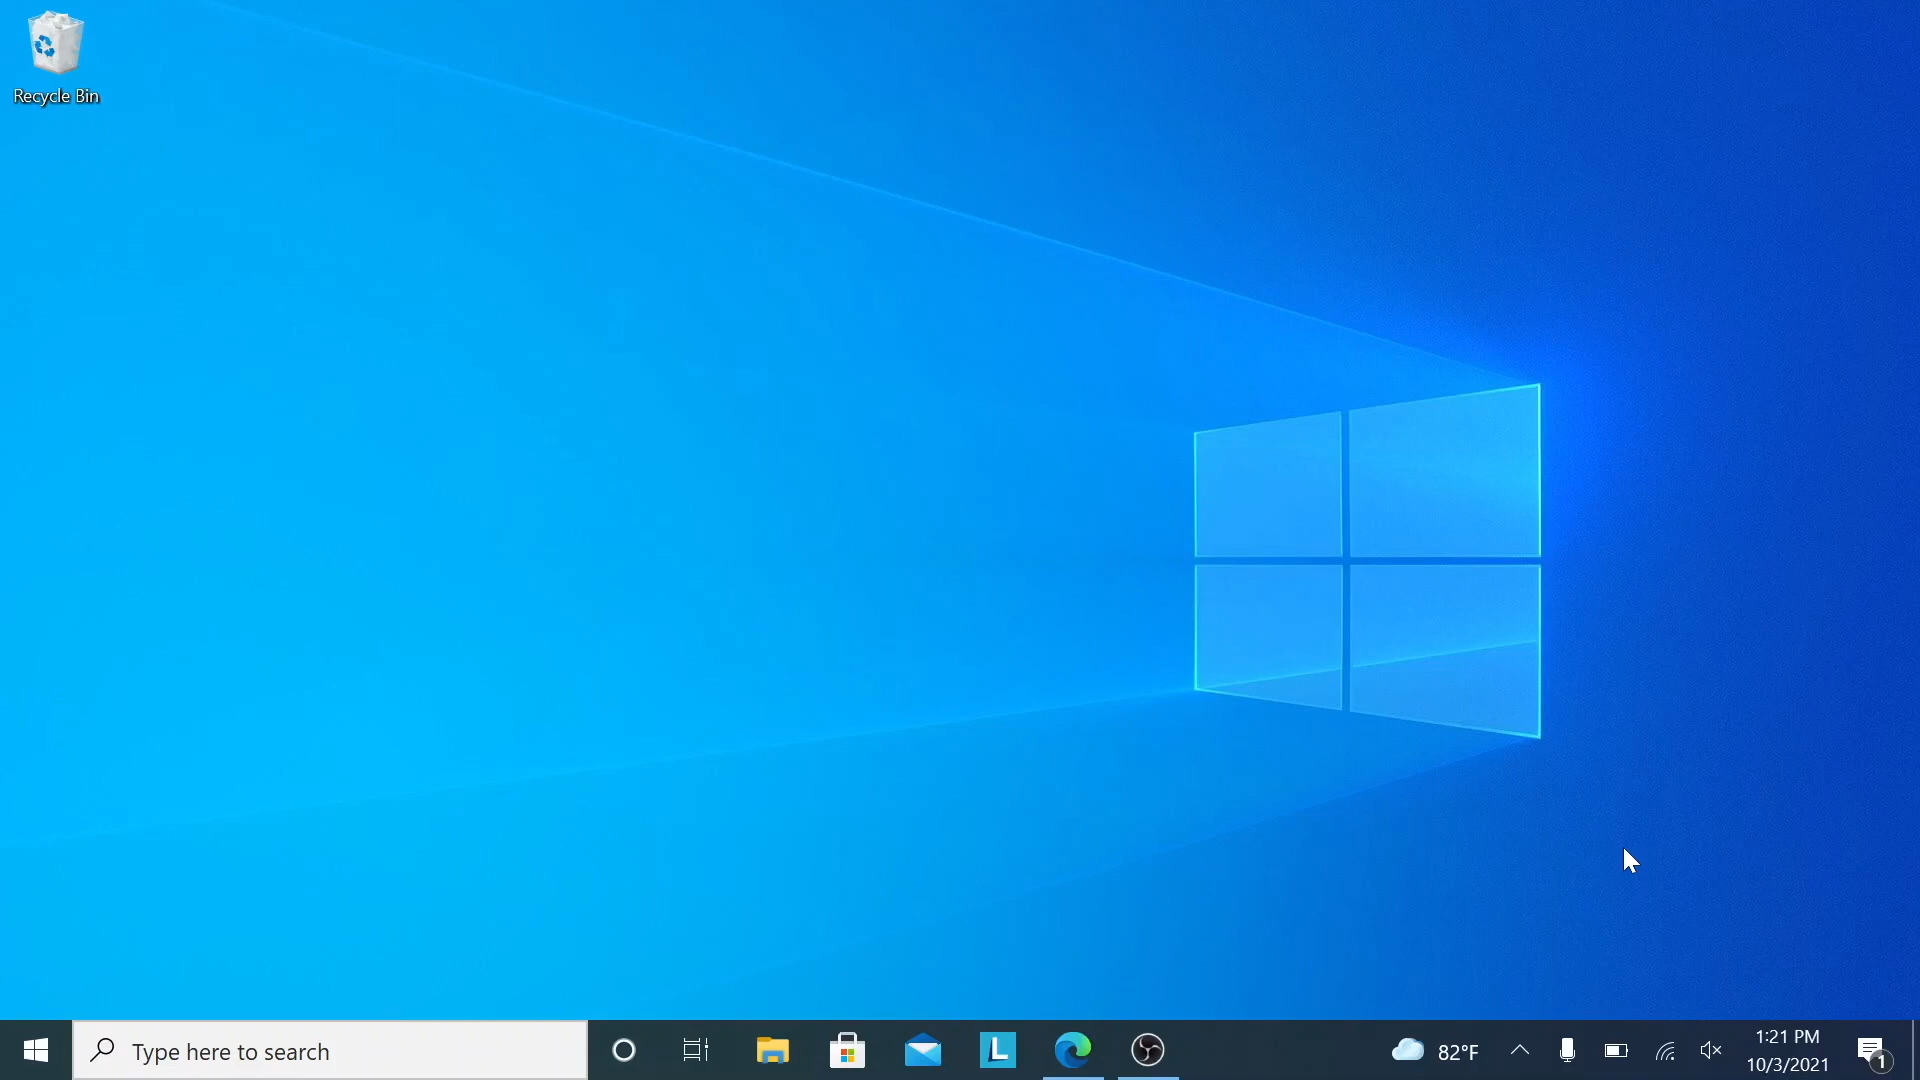 Recycle Bin
Type here to search
L
82°F
1:21 PM
10/3/2021
1